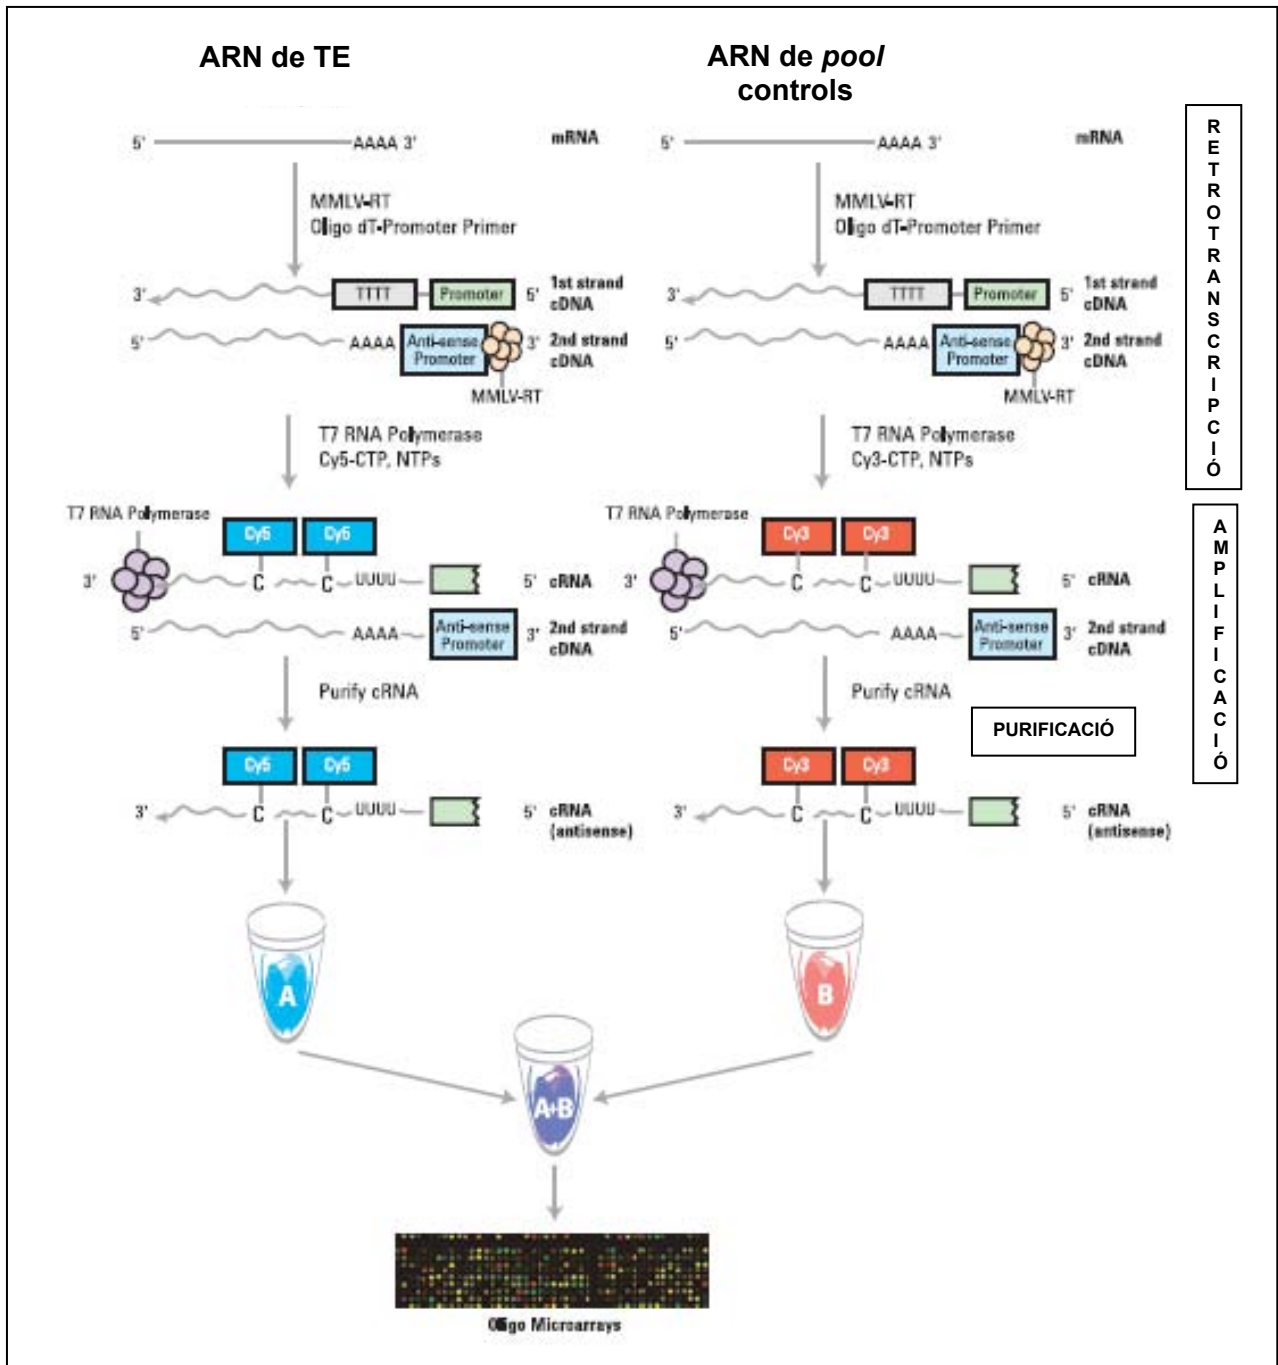 ARN de TE
ARN de pool
controls
5' AAAA 3' mRNA
5' AAAA 3' mRNA
MMLV-RT
Oligo dT-Promoter Primer
MMLV-RT
Oligo dT-Promoter Primer
3' TTTT Promoter 5' 1st strand
cDNA
3' TTTT Promoter 5' 1st strand
cDNA
5' AAAA Anti-sense
Promoter 3' 2nd strand
cDNA
MMLV-RT
5' AAAA Anti-sense
Promoter 3' 2nd strand
cDNA
MMLV-RT
RETROTRANSCRIPCIÓ
T7 RNA Polymerase
Cy5-CTP, NTPs
T7 RNA Polymerase
Cy3-CTP, NTPs
T7 RNA Polymerase
Cy5 Cy5
3' C C UUUU 5' cRNA
T7 RNA Polymerase
Cy3 Cy3
3' C C UUUU 5' cRNA
5' AAAA Anti-sense
Promoter 3' 2nd strand
cDNA
5' AAAA Anti-sense
Promoter 3' 2nd strand
cDNA
AMPLIFICACIÓ
Purify cRNA
Purify cRNA
PURIFICACIÓ
Cy5 Cy5
3' C C UUUU 5' cRNA
(antisense)
Cy3 Cy3
3' C C UUUU 5' cRNA
(antisense)
A
B
A+B
Oligo Microarrays